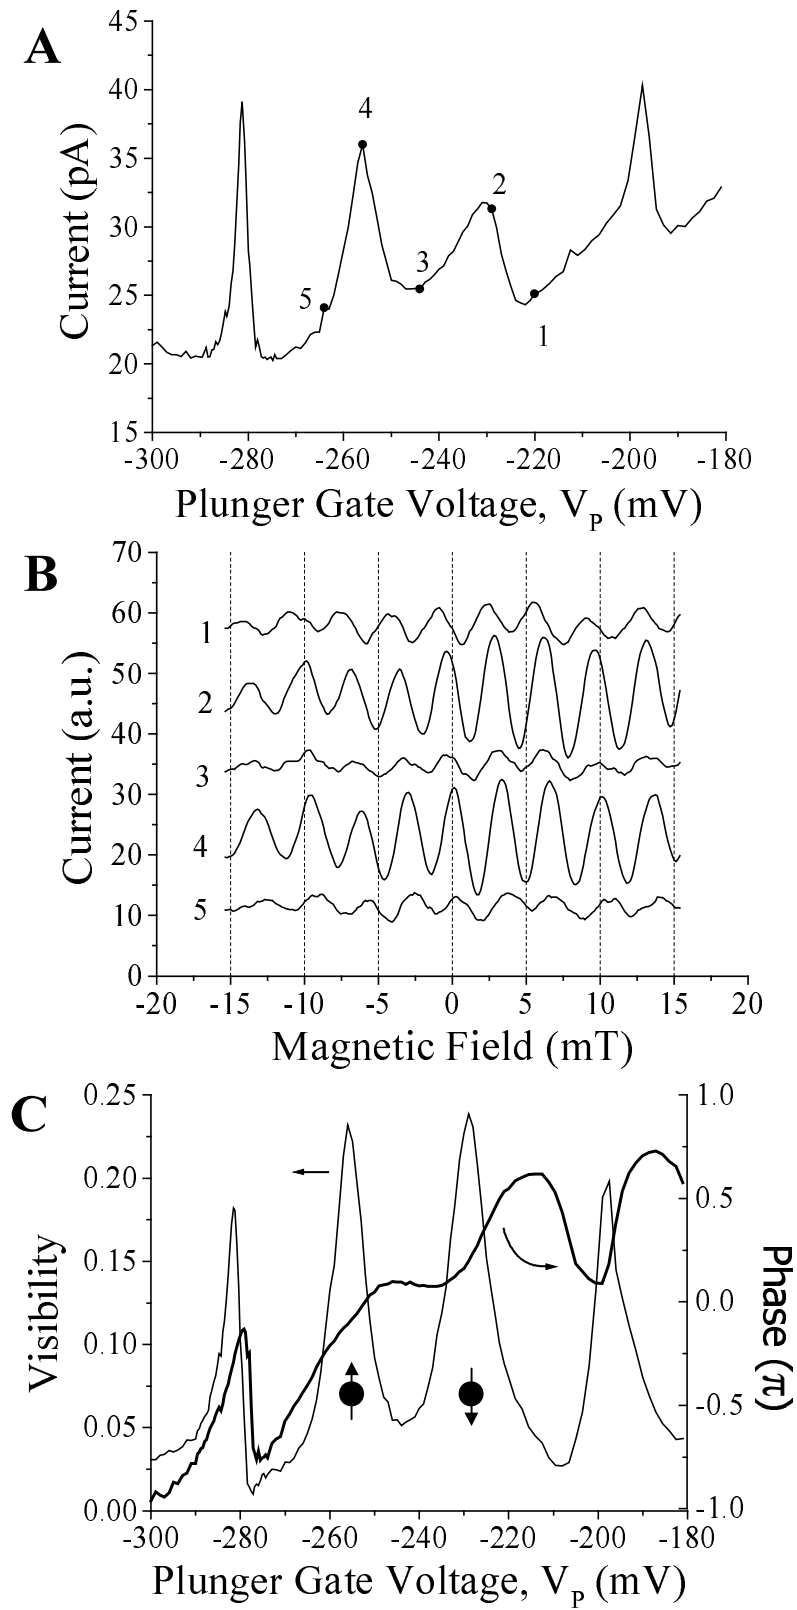 A
45
40
35
30
25
20
15
Current (pA)
4
2
3
5
1
-300 -280 -260 -240 -220 -200 -180
Plunger Gate Voltage, VP (mV)
B
70
60
50
40
30
20
10
0
Current (a.u.)
1
2
3
4
5
-20 -15 -10 -5 0 5 10 15 20
Magnetic Field (mT)
C
0.25
0.20
0.15
0.10
0.05
0.00
Visibility
1.0
0.5
0.0
-0.5
-1.0
Phase (π)
-300 -280 -260 -240 -220 -200 -180
Plunger Gate Voltage, VP (mV)